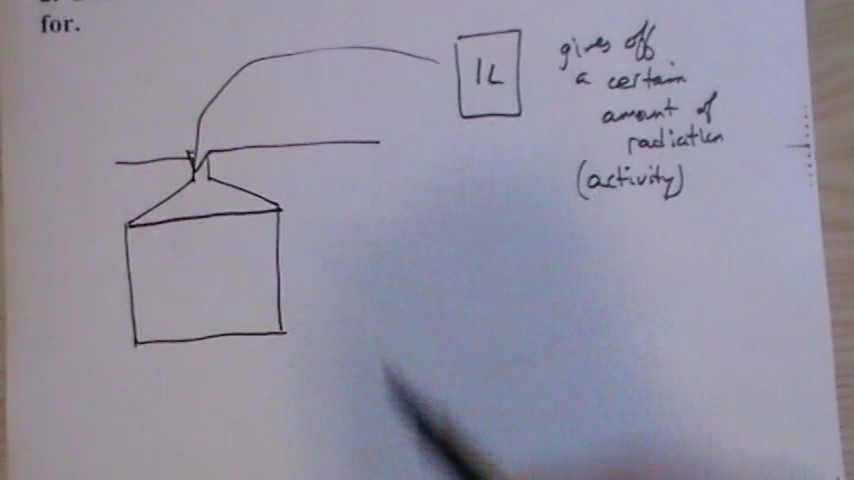 for.
1L
gives off
a certain
amount of
radiation
(activity)